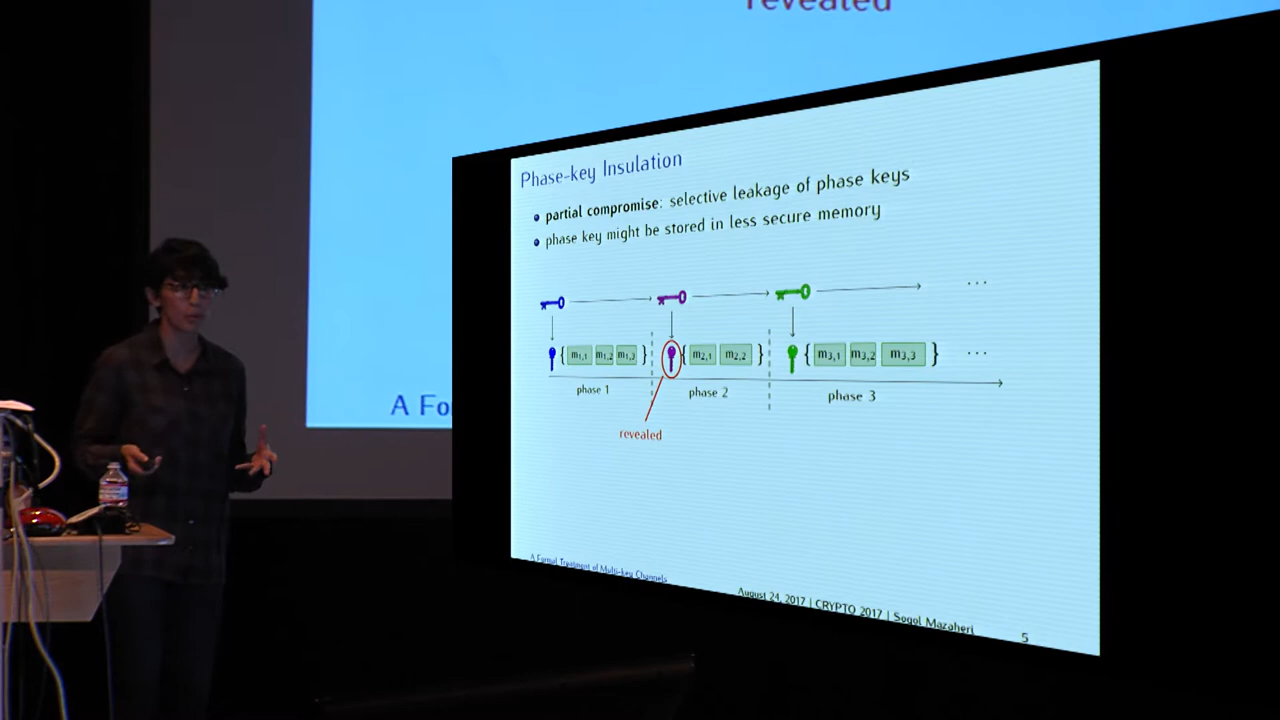 revealed
A Fo
Phase-key Insulation
partial compromise: selective leakage of phase keys
phase key might be stored in less secure memory
...
{ m1,1 m1,2 m1,3 } { m2,1 m2,2 } { m3,1 m3,2 m3,3 } ...
phase 1 phase 2 phase 3
revealed
A Formal Treatment of Multi-key Channels
August 24, 2017 | CRYPTO 2017 | Sogol Mazaheri 5